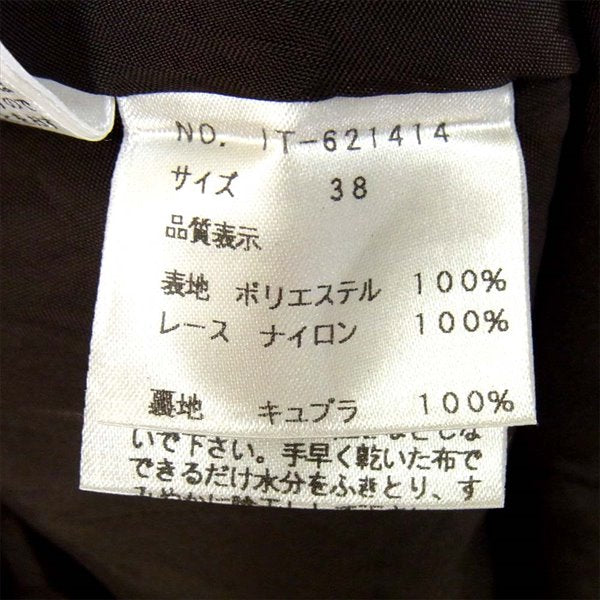 NO. IT-621414
サイズ 38
品質表示
表地 ポリエステル 100%
レース ナイロン 100%
裏地 キュプラ 100%
いで下さい。手早く乾いた布で
できるだけ水分をふきとり、す